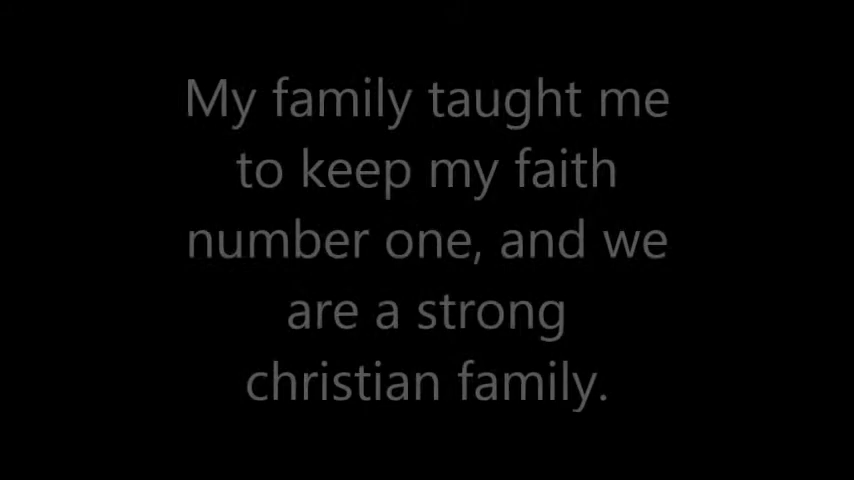 My family taught me
to keep my faith
number one, and we
are a strong
christian family.